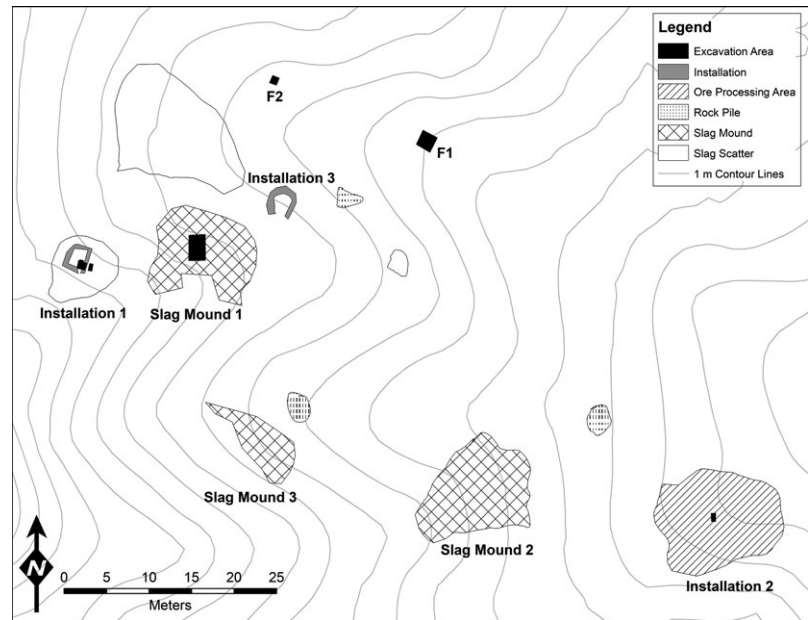 Legend
Excavation Area
Installation
Ore Processing Area
Rock Pile
Slag Mound
Slag Scatter
1 m Contour Lines
F2
F1
Installation 3
Installation 1
Slag Mound 1
Slag Mound 3
Slag Mound 2
Installation 2
N
0 5 10 15 20 25
Meters